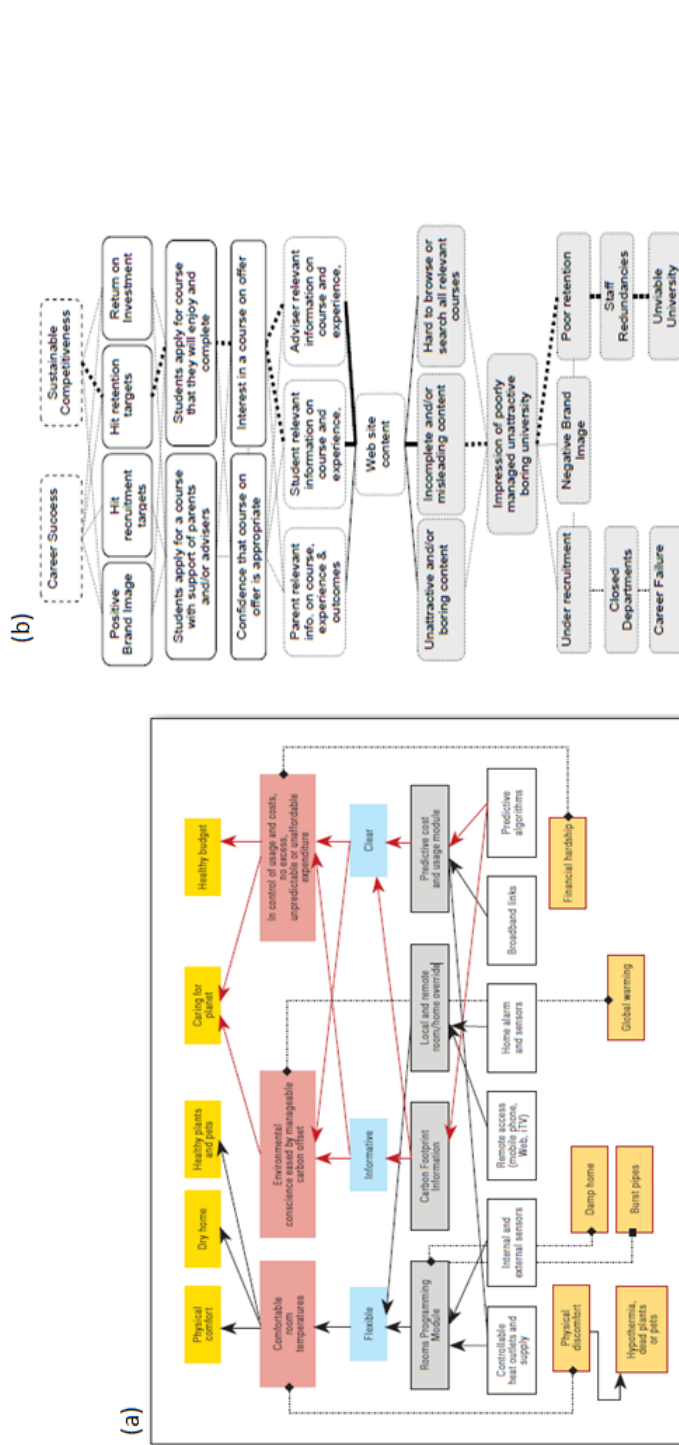 (a)
Physical
comfort
Dry home
Healthy plants
and pets
Caring for
planet
Healthy budget
Comfortable
room
temperatures
Environmental
conscience eased by manageable
carbon offset
In control of usage and costs,
no excess,
unpredictable or unaffordable
expenditure
Flexible
Informative
Clear
Rooms Programming
Module
Carbon Footprint
Information
Local and remote
room/home override
Predictive cost
and usage module
Controllable
heat outlets and
supply
Internal and
external sensors
Remote access
(mobile phone,
Web, iTV)
Home alarm
and sensors
Broadband links
Predictive
algorithms
Physical
discomfort
Damp home
Financial hardship
Hypothermia,
dead plants
or pets
Burst pipes
Global warming
(b)
Career Success
Sustainable
Competitiveness
Positive
Brand Image
Hit
recruitment
targets
Hit retention
targets
Return on
Investment
Students apply for a course
with support of parents
and/or advisers
Students apply for course
that they will enjoy and
complete
Confidence that course on
offer is appropriate
Interest in a course on offer
Parent relevant
info. on course,
experience &
outcomes
Student relevant
information on
course and
experience.
Adviser relevant
information on
course and
experience.
Web site
content
Unattractive and/or
boring content
Incomplete and/or
misleading content
Hard to browse or
search all relevant
courses
Impression of poorly
managed unattractive
boring university
Under recruitment
Negative Brand
Image
Poor retention
Closed
Departments
Staff
Redundancies
Career Failure
Unviable
University